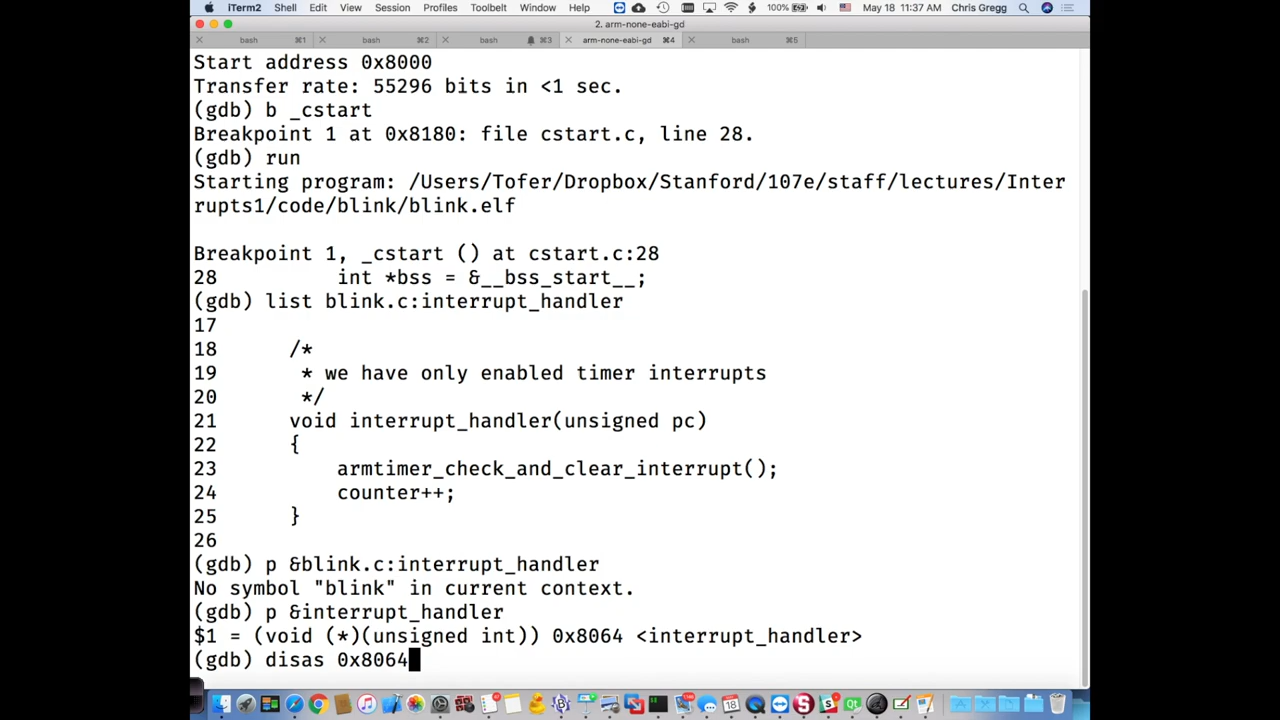 iTerm2 Shell Edit View Session Profiles Toolbelt Window Help 100% May 18 11:37 AM Chris Gregg
2. arm-none-eabi-gd
bash ⌘1 bash ⌘2 bash ⌘3 arm-none-eabi-gd ⌘4 bash ⌘5
Start address 0x8000
Transfer rate: 55296 bits in <1 sec.
(gdb) b _cstart
Breakpoint 1 at 0x8180: file cstart.c, line 28.
(gdb) run
Starting program: /Users/Tofer/Dropbox/Stanford/107e/staff/lectures/Inter
rupts1/code/blink/blink.elf
Breakpoint 1, _cstart () at cstart.c:28
28 int *bss = &__bss_start__;
(gdb) list blink.c:interrupt_handler
17
18 /*
19 * we have only enabled timer interrupts
20 */
21 void interrupt_handler(unsigned pc)
22 {
23 armtimer_check_and_clear_interrupt();
24 counter++;
25 }
26
(gdb) p &blink.c:interrupt_handler
No symbol "blink" in current context.
(gdb) p &interrupt_handler
$1 = (void (*)(unsigned int)) 0x8064 <interrupt_handler>
(gdb) disas 0x8064